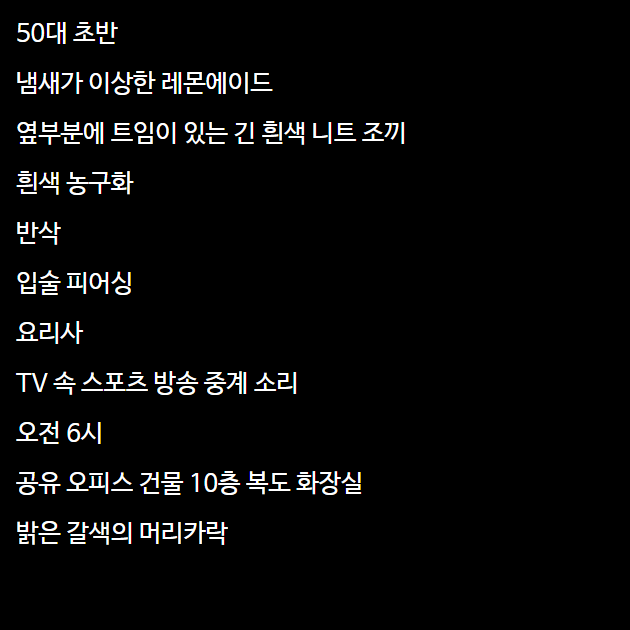 50대 초반
냄새가 이상한 레몬에이드
옆부분에 트임이 있는 긴 흰색 니트 조끼
흰색 농구화
반삭
입술 피어싱
요리사
TV 속 스포츠 방송 중계 소리
오전 6시
공유 오피스 건물 10층 복도 화장실
밝은 갈색의 머리카락